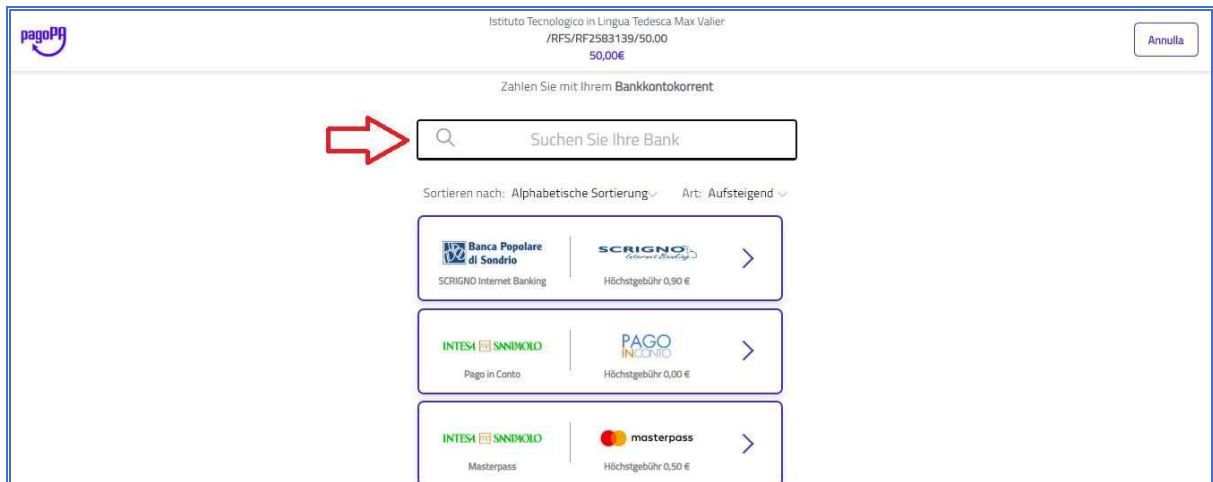 pagoPA
Istituto Tecnologico in Lingua Tedesca Max Valier
/RFS/RF2583139/50.00
50,00€
Annulla
Zahlen Sie mit Ihrem Bankkontokorrent
Suchen Sie Ihre Bank
Sortieren nach: Alphabetische Sortierung Art: Aufsteigend
Banca Popolare
di Sondrio
SCRIGNO
Internet Banking
SCRIGNO Internet Banking
Höchstgebühr 0,90 €
INTESA SANPAOLO
PAGO
INCONTO
Pago in Conto
Höchstgebühr 0,00 €
INTESA SANPAOLO
masterpass
Masterpass
Höchstgebühr 0,50 €